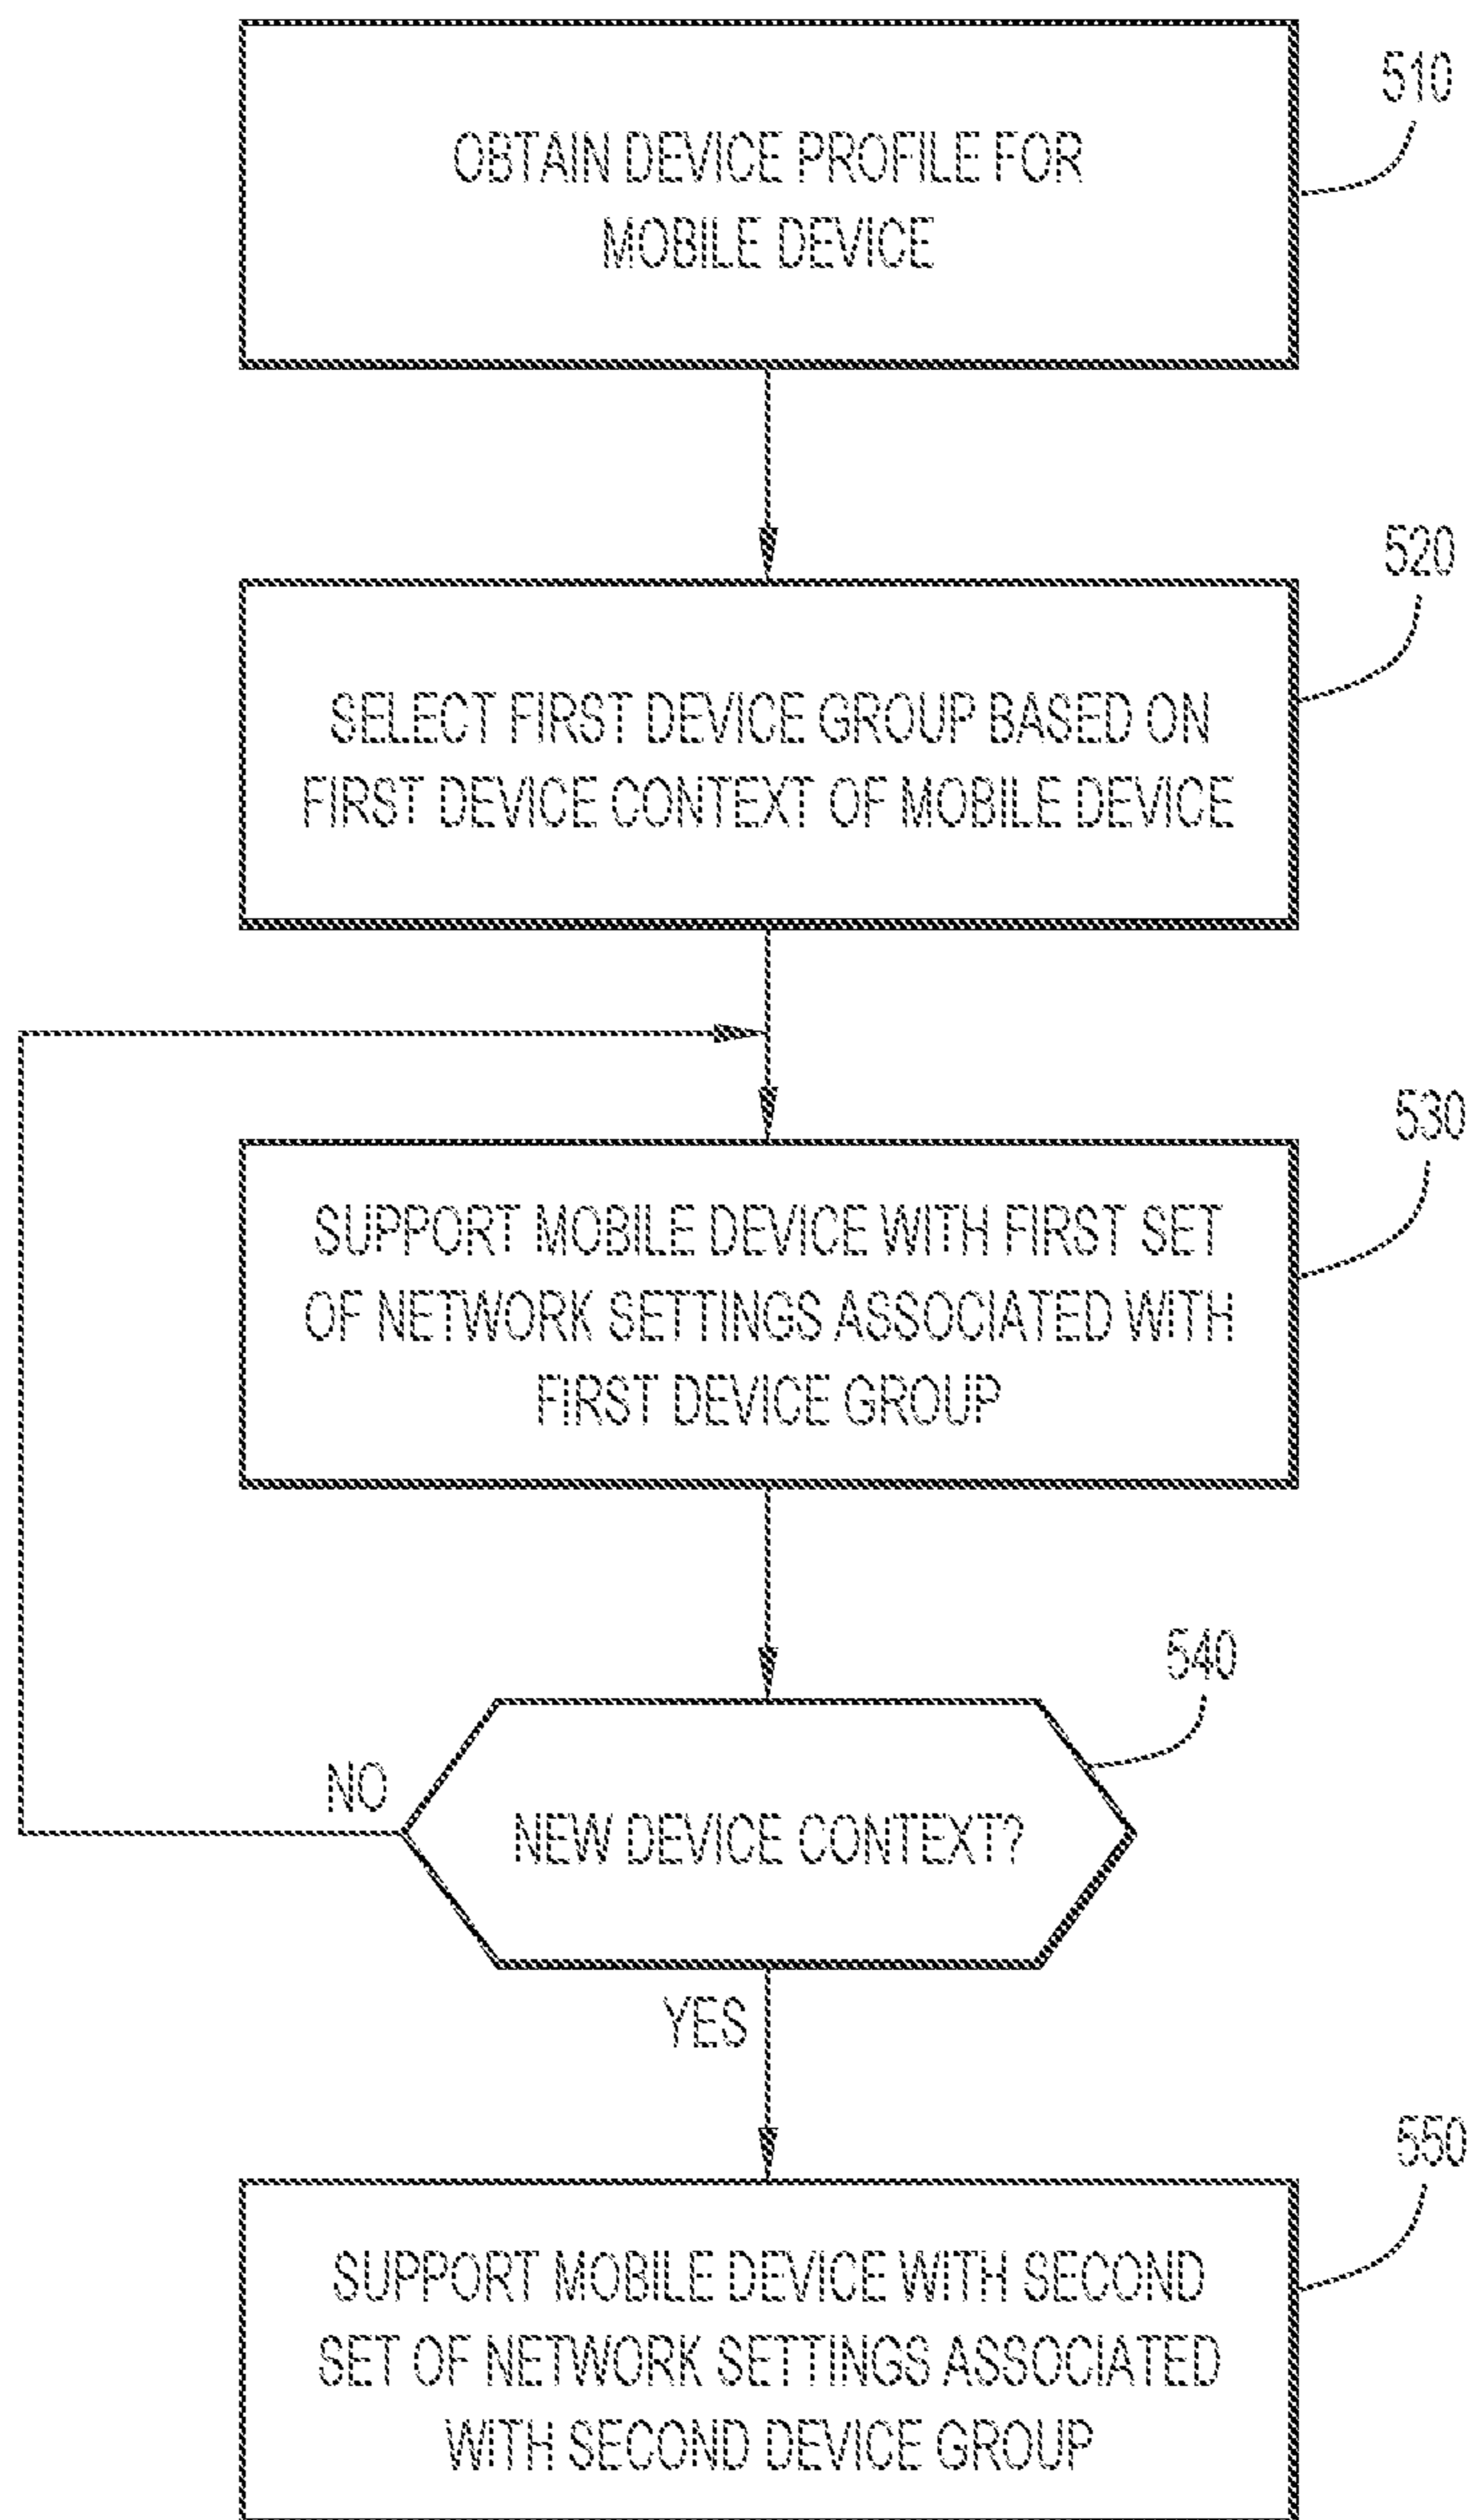 510
OBTAIN DEVICE PROFILE FOR
MOBILE DEVICE
520
SELECT FIRST DEVICE GROUP BASED ON
FIRST DEVICE CONTEXT OF MOBILE DEVICE
530
SUPPORT MOBILE DEVICE WITH FIRST SET
OF NETWORK SETTINGS ASSOCIATED WITH
FIRST DEVICE GROUP
540
NO
NEW DEVICE CONTEXT?
YES
550
SUPPORT MOBILE DEVICE WITH SECOND
SET OF NETWORK SETTINGS ASSOCIATED
WITH SECOND DEVICE GROUP